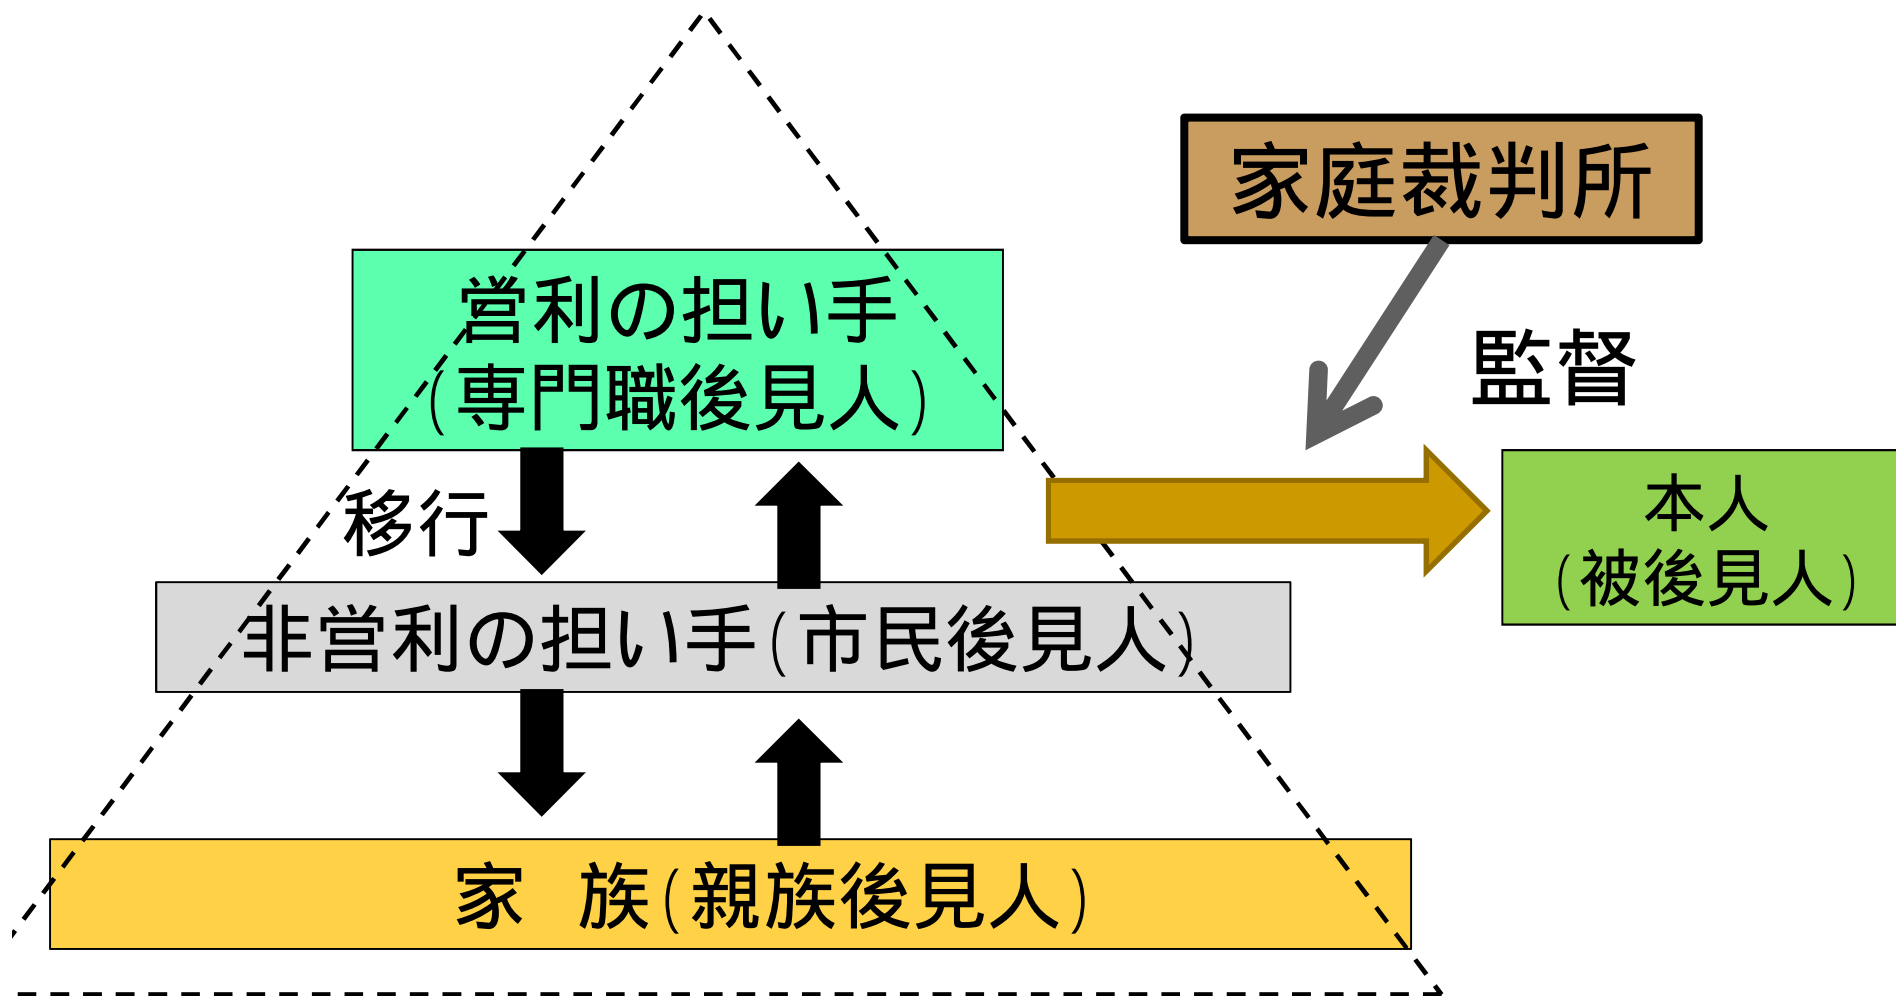 家庭裁判所
営利の担い手
(専門職後見人)
監督
移行
本人
(被後見人)
非営利の担い手(市民後見人)
家　族(親族後見人)